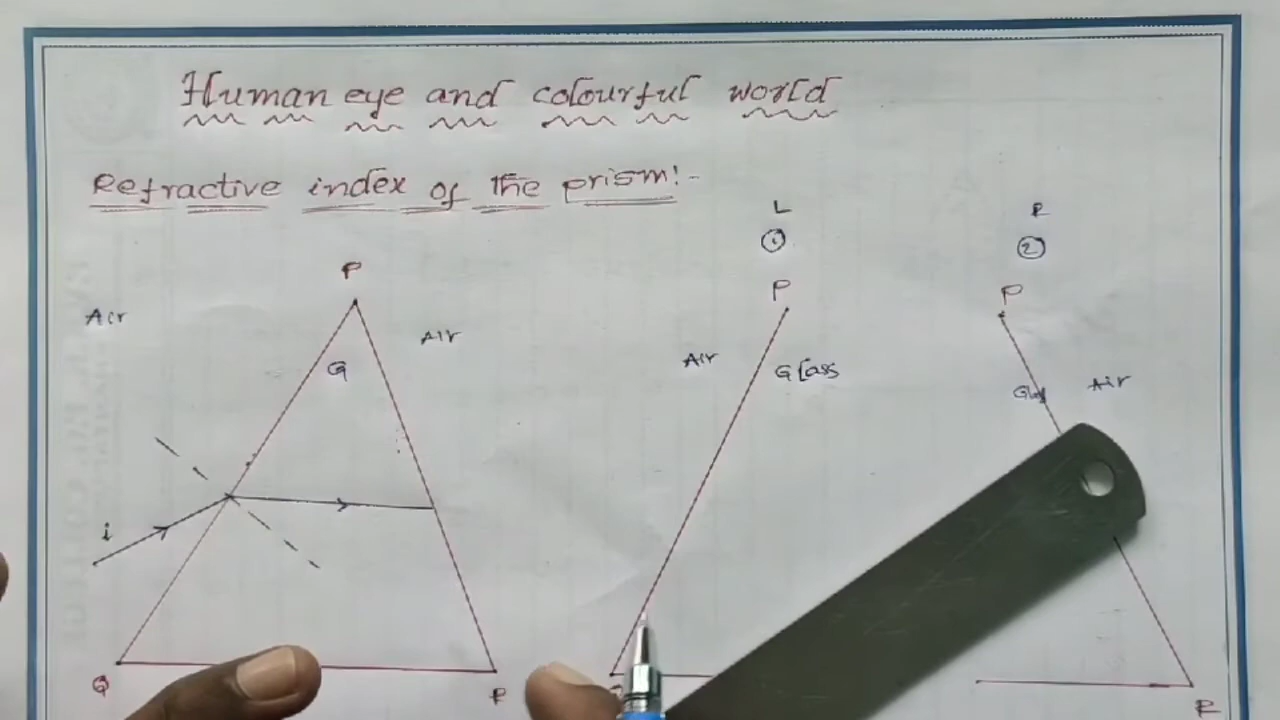 Human eye and colourful world
Refractive index of the prism:-
L
R
①
②
P
P
P
Air
Air
Air
Glass
G
Air
i
Q
R
R